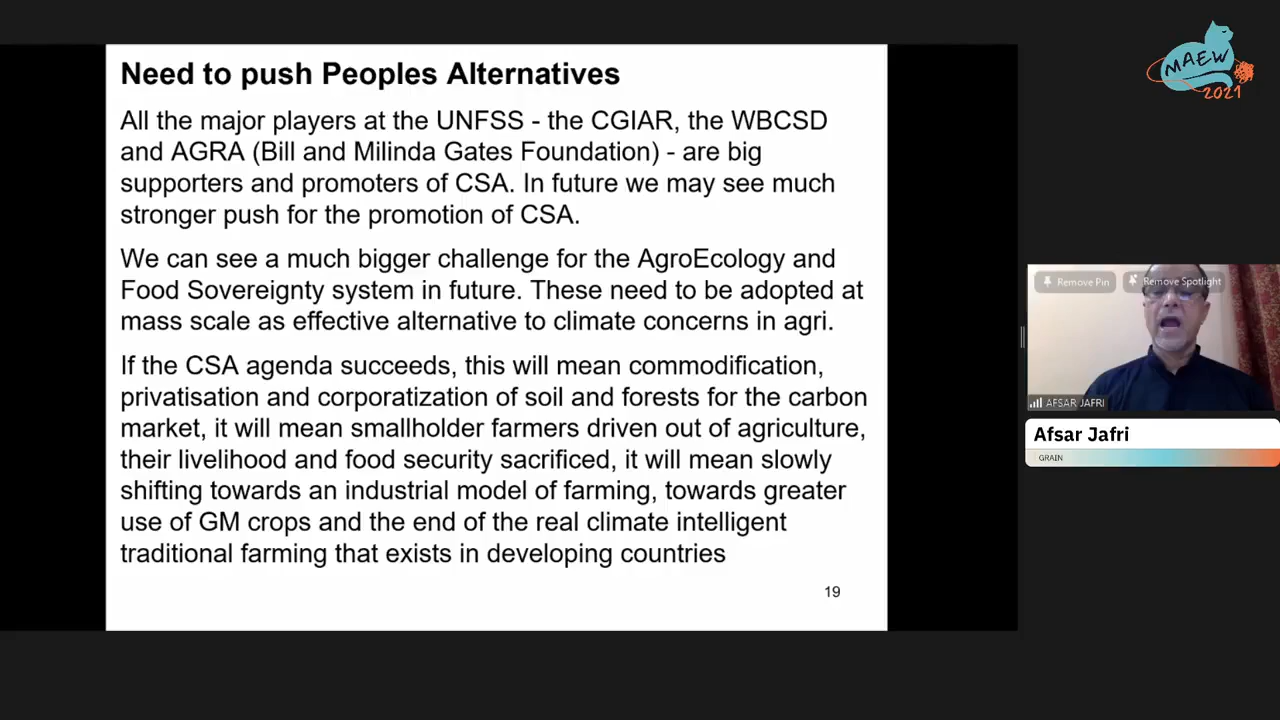 Need to push Peoples Alternatives
All the major players at the UNFSS - the CGIAR, the WBCSD
and AGRA (Bill and Milinda Gates Foundation) - are big
supporters and promoters of CSA. In future we may see much
stronger push for the promotion of CSA.
We can see a much bigger challenge for the AgroEcology and
Food Sovereignty system in future. These need to be adopted at
mass scale as effective alternative to climate concerns in agri.
If the CSA agenda succeeds, this will mean commodification,
privatisation and corporatization of soil and forests for the carbon
market, it will mean smallholder farmers driven out of agriculture,
their livelihood and food security sacrificed, it will mean slowly
shifting towards an industrial model of farming, towards greater
use of GM crops and the end of the real climate intelligent
traditional farming that exists in developing countries
19
MAEW
2021
Remove Pin
Remove Spotlight
AFSAR JAFRI
Afsar Jafri
GRAIN